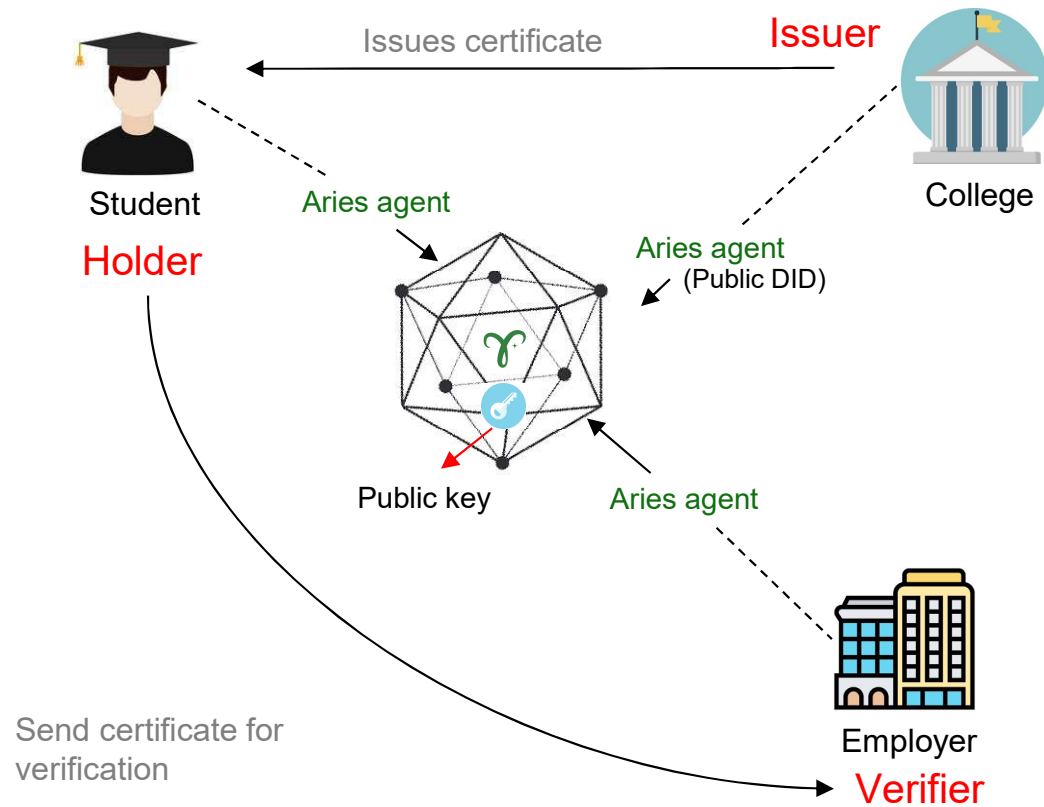 Issues certificate
Issuer
Student
Holder
College
Aries agent
Aries agent
(Public DID)
Public key
Aries agent
Send certificate for
verification
Employer
Verifier